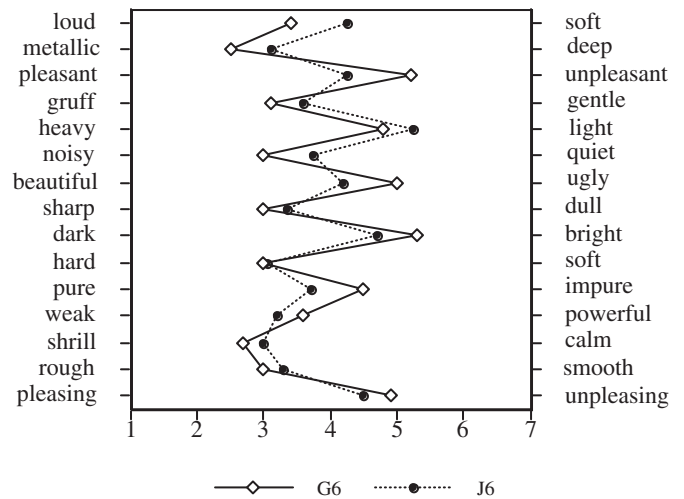 loud soft
metallic deep
pleasant unpleasant
gruff gentle
heavy light
noisy quiet
beautiful ugly
sharp dull
dark bright
hard soft
pure impure
weak powerful
shrill calm
rough smooth
pleasing unpleasing
1 2 3 4 5 6 7
G6 J6